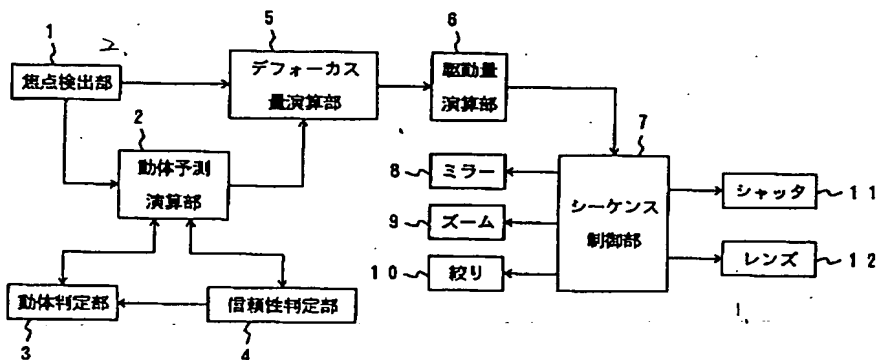 1
2.
焦点検出部
5
デフォーカス
量演算部
6
駆動量
演算部
2
動体予測
演算部
7
シーケンス
制御部
8
ミラー
9
ズーム
10
絞り
シャッタ
11
レンズ
12
動体判定部
3
信頼性判定部
4
1.